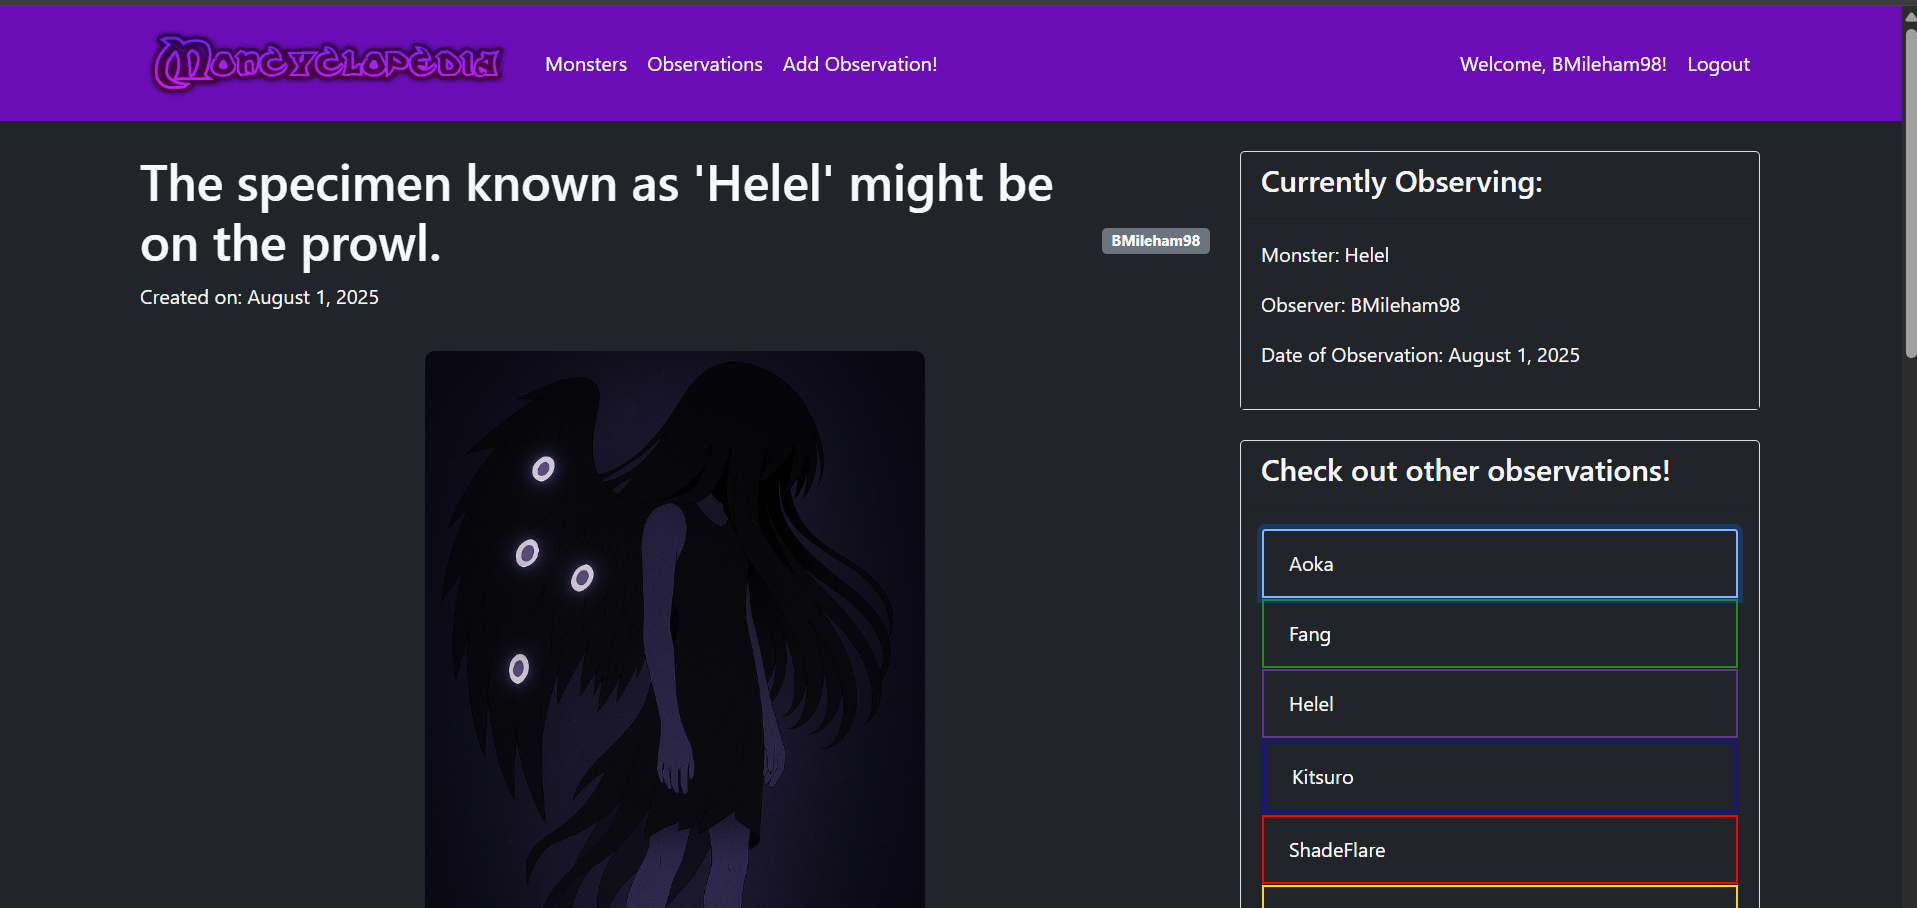 Moncyclopedia
Monsters
Observations
Add Observation!
Welcome, BMileham98!
Logout
The specimen known as 'Helel' might be
on the prowl.
BMileham98
Created on: August 1, 2025
Currently Observing:
Monster: Helel
Observer: BMileham98
Date of Observation: August 1, 2025
Check out other observations!
Aoka
Fang
Helel
Kitsuro
ShadeFlare